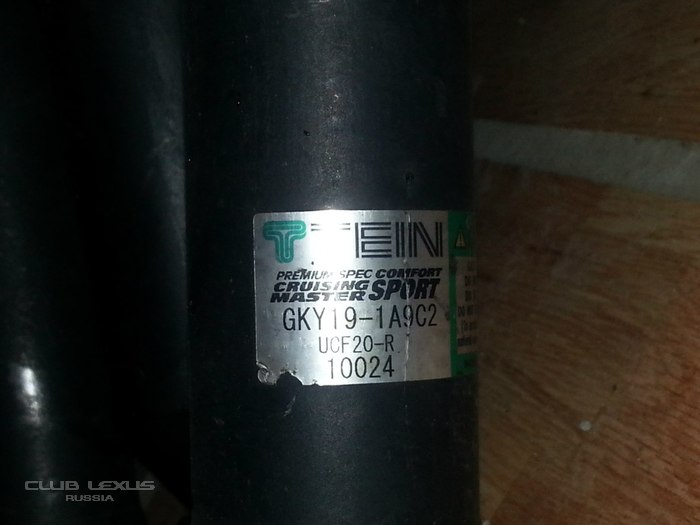 TEIN
PREMIUM SPEC COMFORT
CRUISING
MASTER SPORT
GKY19-1A9C2
UCF20-R
10024
CLUB LEXUS
RUSSIA